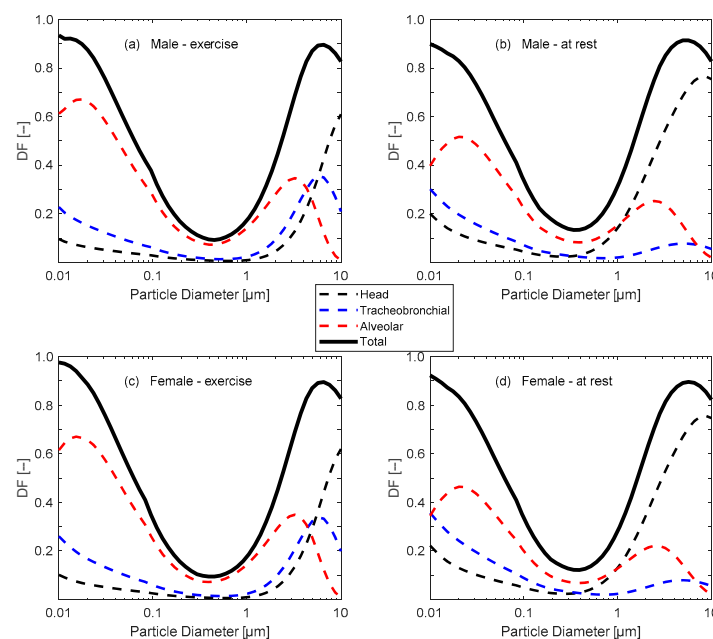 (a) Male - exercise
1.0
0.8
0.6
0.4
0.2
DF [–]
0.01 0.1 1 10
Particle Diameter [µm]
(b) Male - at rest
1.0
0.8
0.6
0.4
0.2
DF [–]
0.01 0.1 1 10
Particle Diameter [µm]
Head
Tracheobronchial
Alveolar
Total
(c) Female - exercise
1.0
0.8
0.6
0.4
0.2
DF [–]
0.01 0.1 1 10
Particle Diameter [µm]
(d) Female - at rest
1.0
0.8
0.6
0.4
0.2
DF [–]
0.01 0.1 1 10
Particle Diameter [µm]